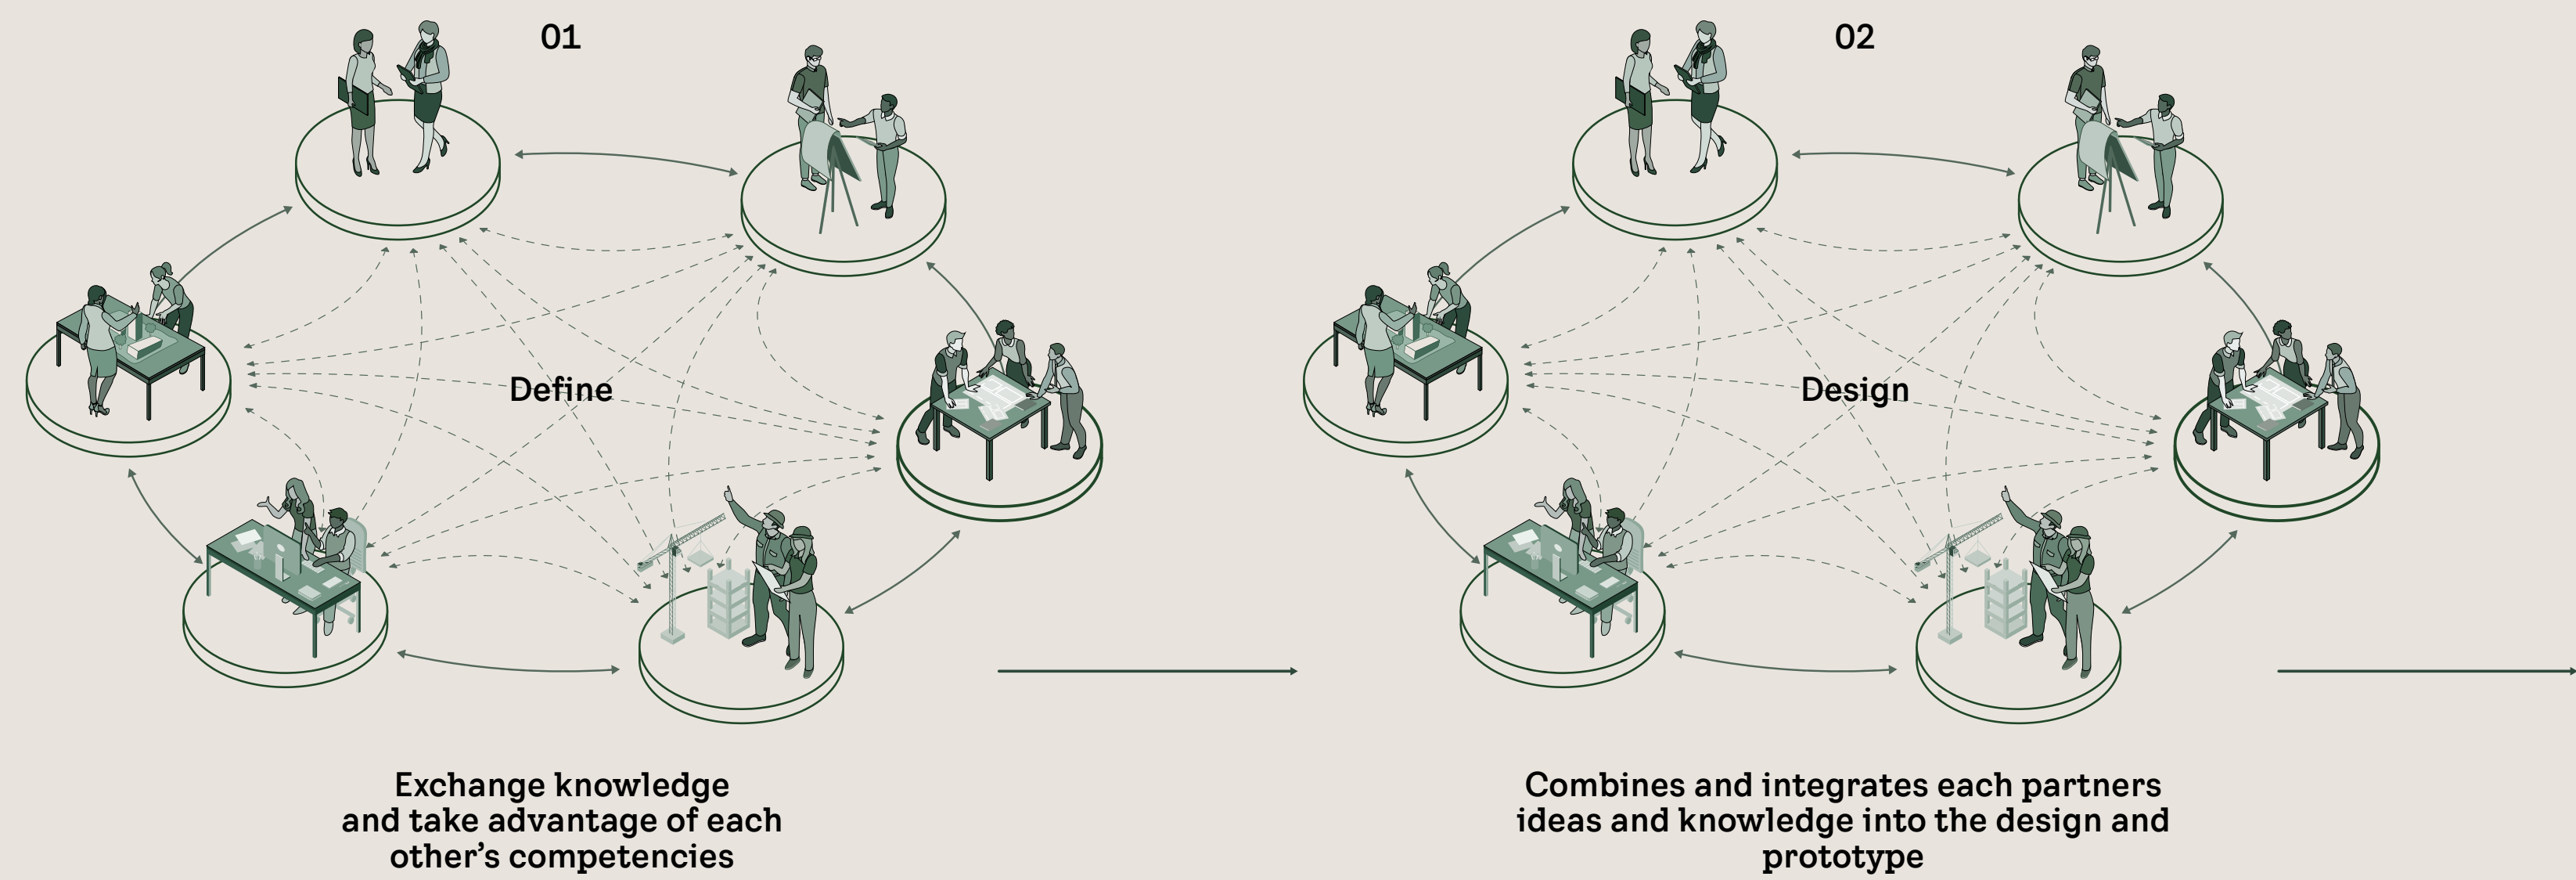 01
Define
Exchange knowledge
and take advantage of each
other’s competencies
02
Design
Combines and integrates each partners
ideas and knowledge into the design and
prototype